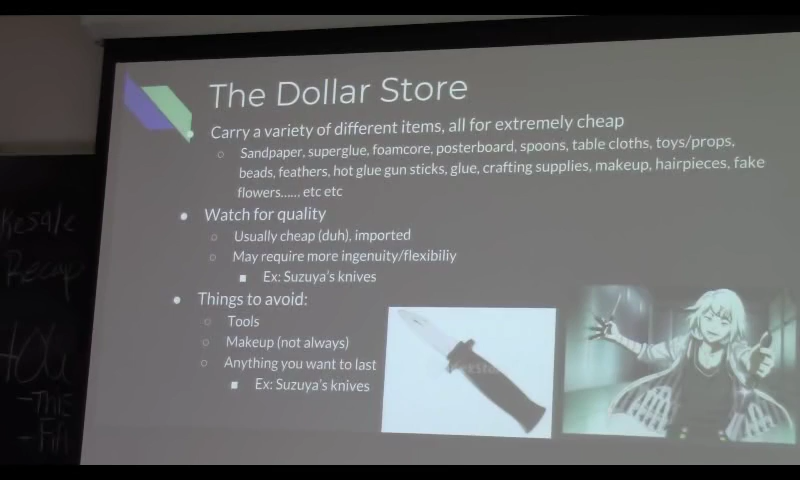 The Dollar Store
Carry a variety of different items, all for extremely cheap
Sandpaper, superglue, foamcore, posterboard, spoons, table cloths, toys/props,
beads, feathers, hot glue gun sticks, glue, crafting supplies, makeup, hairpieces, fake
flowers...... etc etc
Watch for quality
Usually cheap (duh), imported
May require more ingenuity/flexibiliy
Ex: Suzuya's knives
Things to avoid:
Tools
Makeup (not always)
Anything you want to last
Ex: Suzuya's knives
Resale
Recap